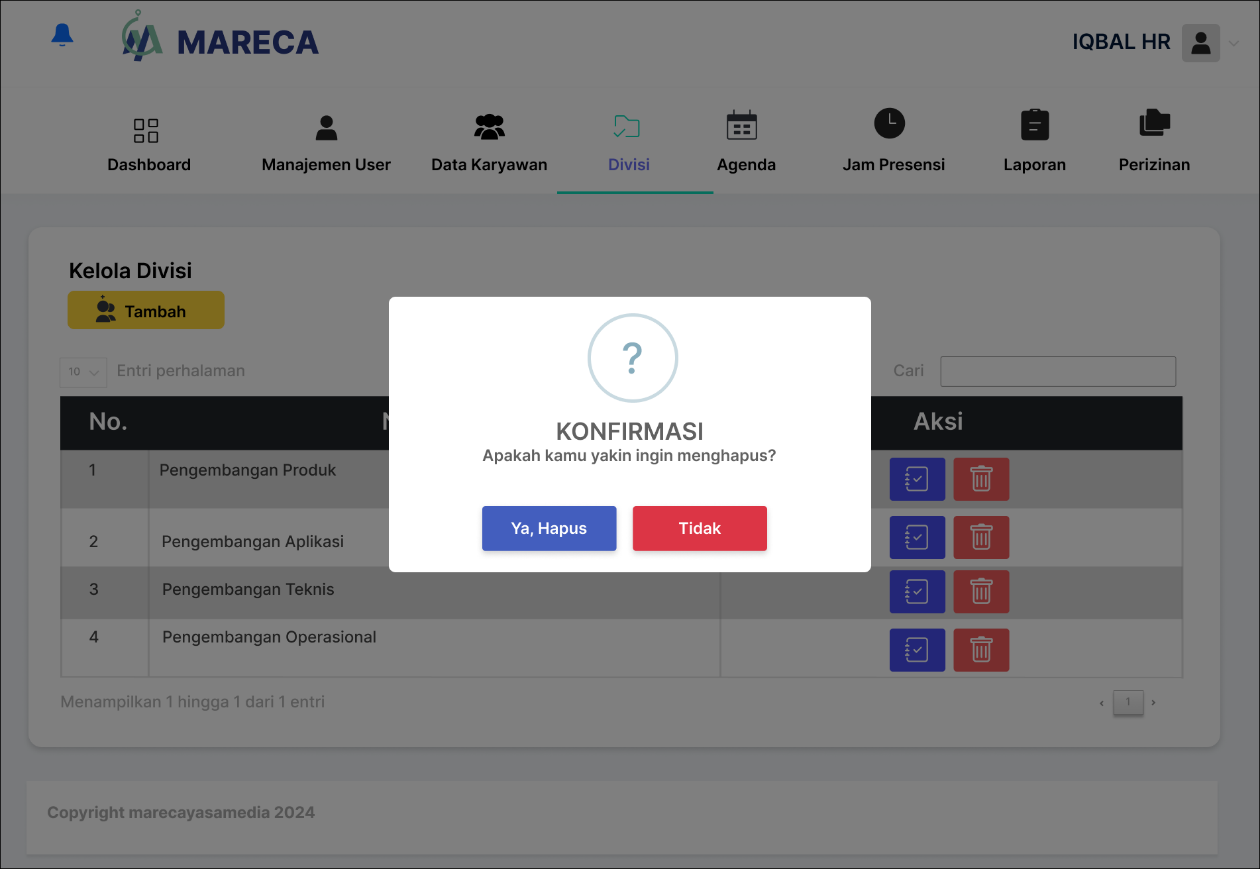 MARECA
IQBAL HR
Dashboard
Manajemen User
Data Karyawan
Divisi
Agenda
Jam Presensi
Laporan
Perizinan
Kelola Divisi
Tambah
10 Entri perhalaman
Cari
No.
Aksi
?
KONFIRMASI
Apakah kamu yakin ingin menghapus?
Ya, Hapus
Tidak
1 Pengembangan Produk
2 Pengembangan Aplikasi
3 Pengembangan Teknis
4 Pengembangan Operasional
Menampilkan 1 hingga 1 dari 1 entri
‹ 1 ›
Copyright marecayasamedia 2024